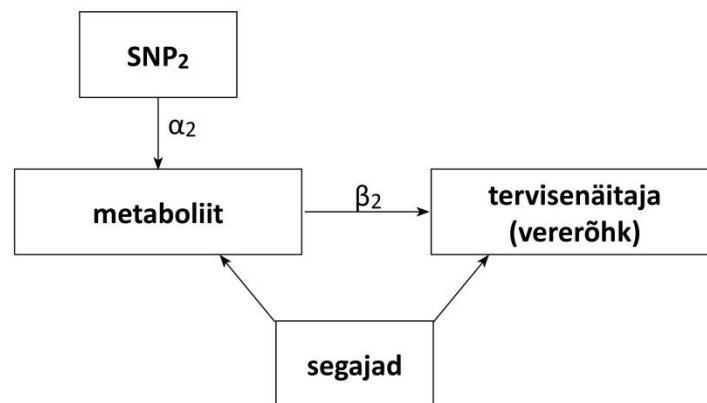 SNP₂
α₂
metaboliit
β₂
tervisenäitaja
(vererõhk)
segajad